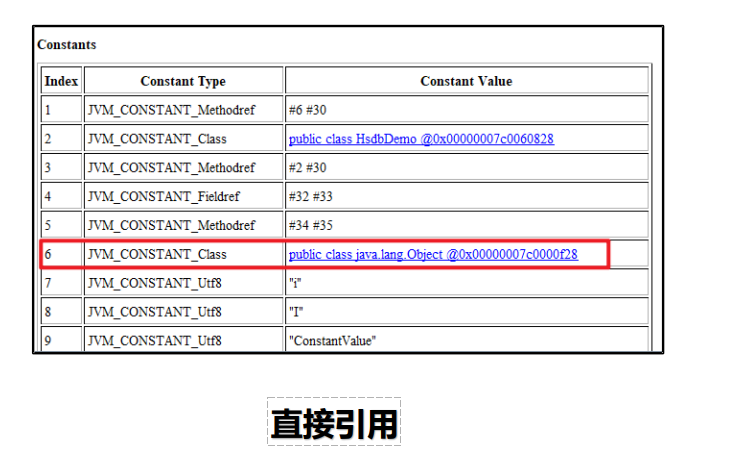 Constants
Index Constant Type Constant Value
1 JVM_CONSTANT_Methodref #6 #30
2 JVM_CONSTANT_Class public class HsdbDemo @0x00000007c0060828
3 JVM_CONSTANT_Methodref #2 #30
4 JVM_CONSTANT_Fieldref #32 #33
5 JVM_CONSTANT_Methodref #34 #35
6 JVM_CONSTANT_Class public class java.lang.Object @0x00000007c0000f28
7 JVM_CONSTANT_Utf8 "i"
8 JVM_CONSTANT_Utf8 "I"
9 JVM_CONSTANT_Utf8 "ConstantValue"
直接引用